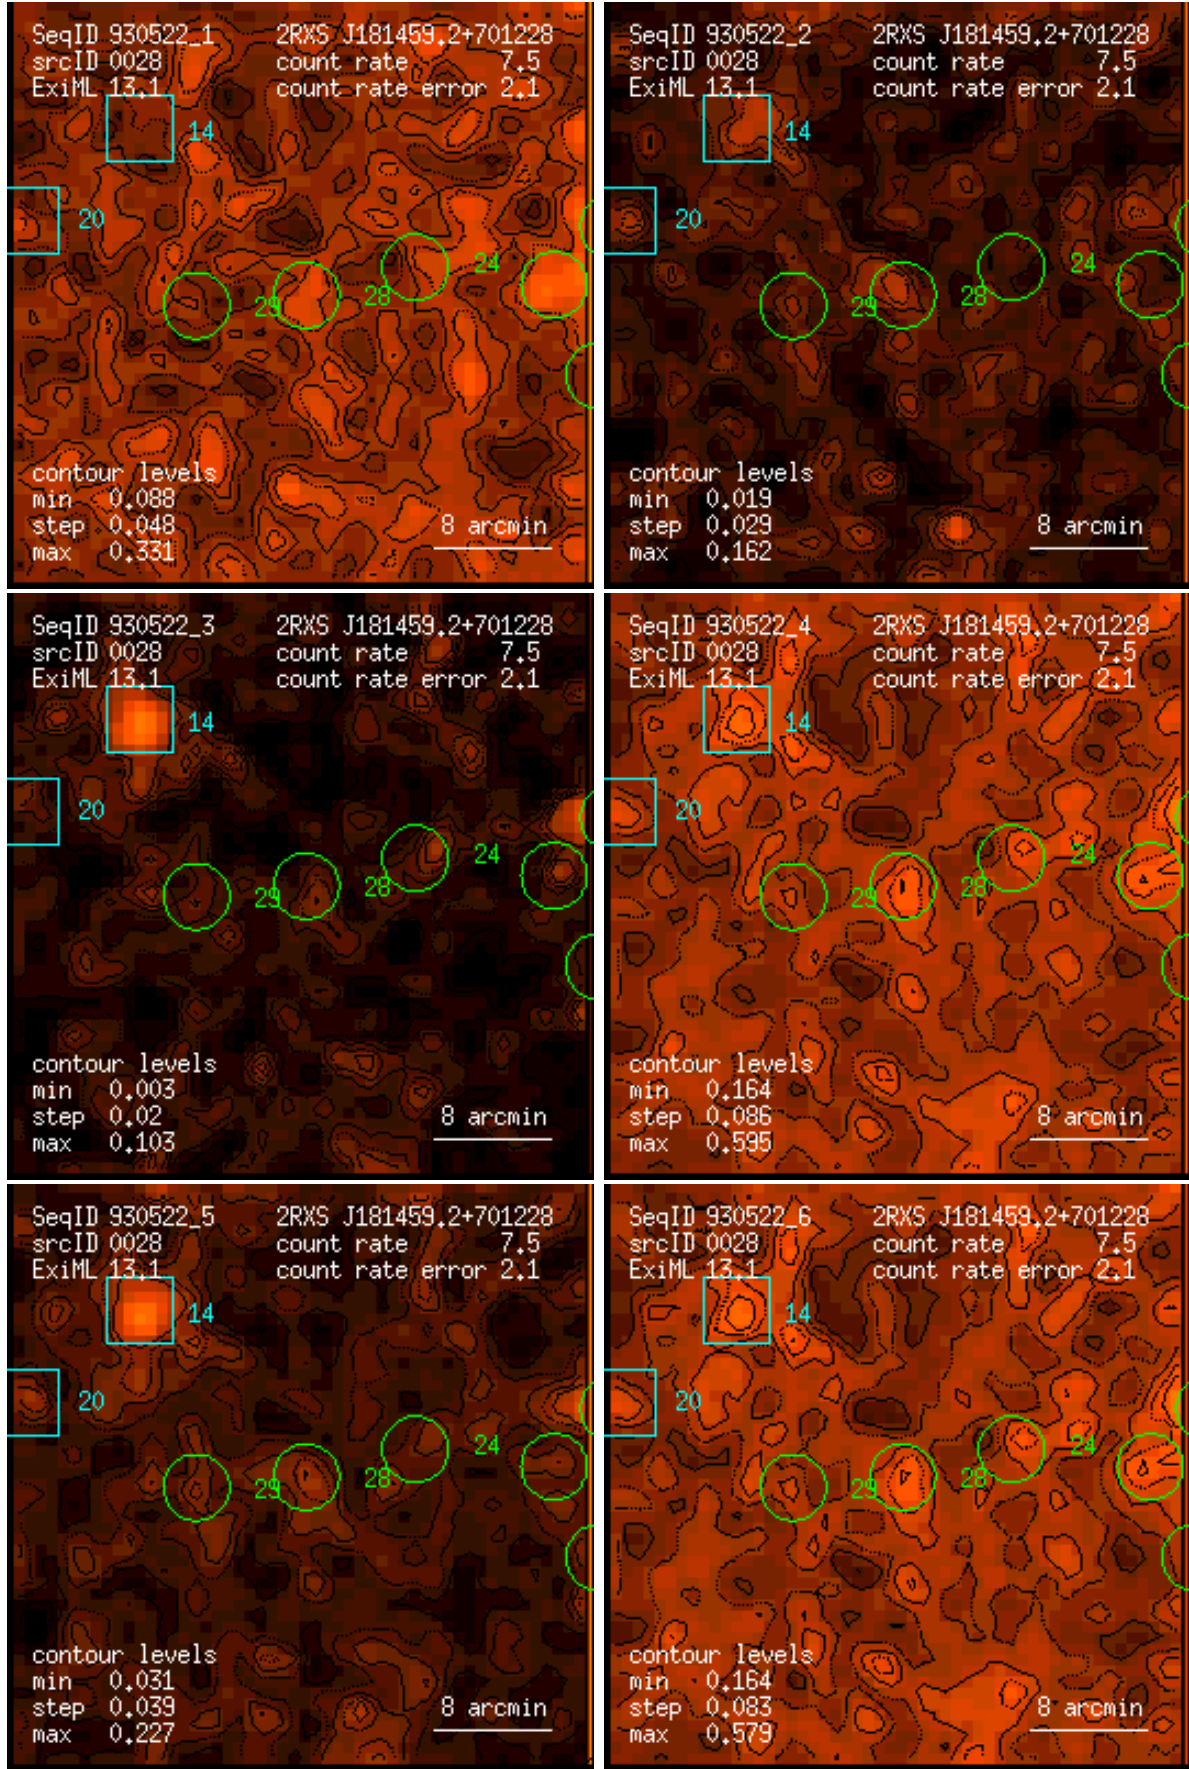 SeqID 930522_1 2RXS J181459.2+701228
srcID 0028 count rate 7.5
ExiML 13.1 count rate error 2.1
14
20
24
29 28
contour levels
min 0.088
step 0.048 8 arcmin
max 0.331
SeqID 930522_2 2RXS J181459.2+701228
srcID 0028 count rate 7.5
ExiML 13.1 count rate error 2.1
14
20
24
29 28
contour levels
min 0.019
step 0.029 8 arcmin
max 0.162
SeqID 930522_3 2RXS J181459.2+701228
srcID 0028 count rate 7.5
ExiML 13.1 count rate error 2.1
14
20
24
29 28
contour levels
min 0.003
step 0.02 8 arcmin
max 0.103
SeqID 930522_4 2RXS J181459.2+701228
srcID 0028 count rate 7.5
ExiML 13.1 count rate error 2.1
14
20
24
29 28
contour levels
min 0.164
step 0.086 8 arcmin
max 0.595
SeqID 930522_5 2RXS J181459.2+701228
srcID 0028 count rate 7.5
ExiML 13.1 count rate error 2.1
14
20
24
29 28
contour levels
min 0.031
step 0.039 8 arcmin
max 0.227
SeqID 930522_6 2RXS J181459.2+701228
srcID 0028 count rate 7.5
ExiML 13.1 count rate error 2.1
14
20
24
29 28
contour levels
min 0.164
step 0.083 8 arcmin
max 0.579